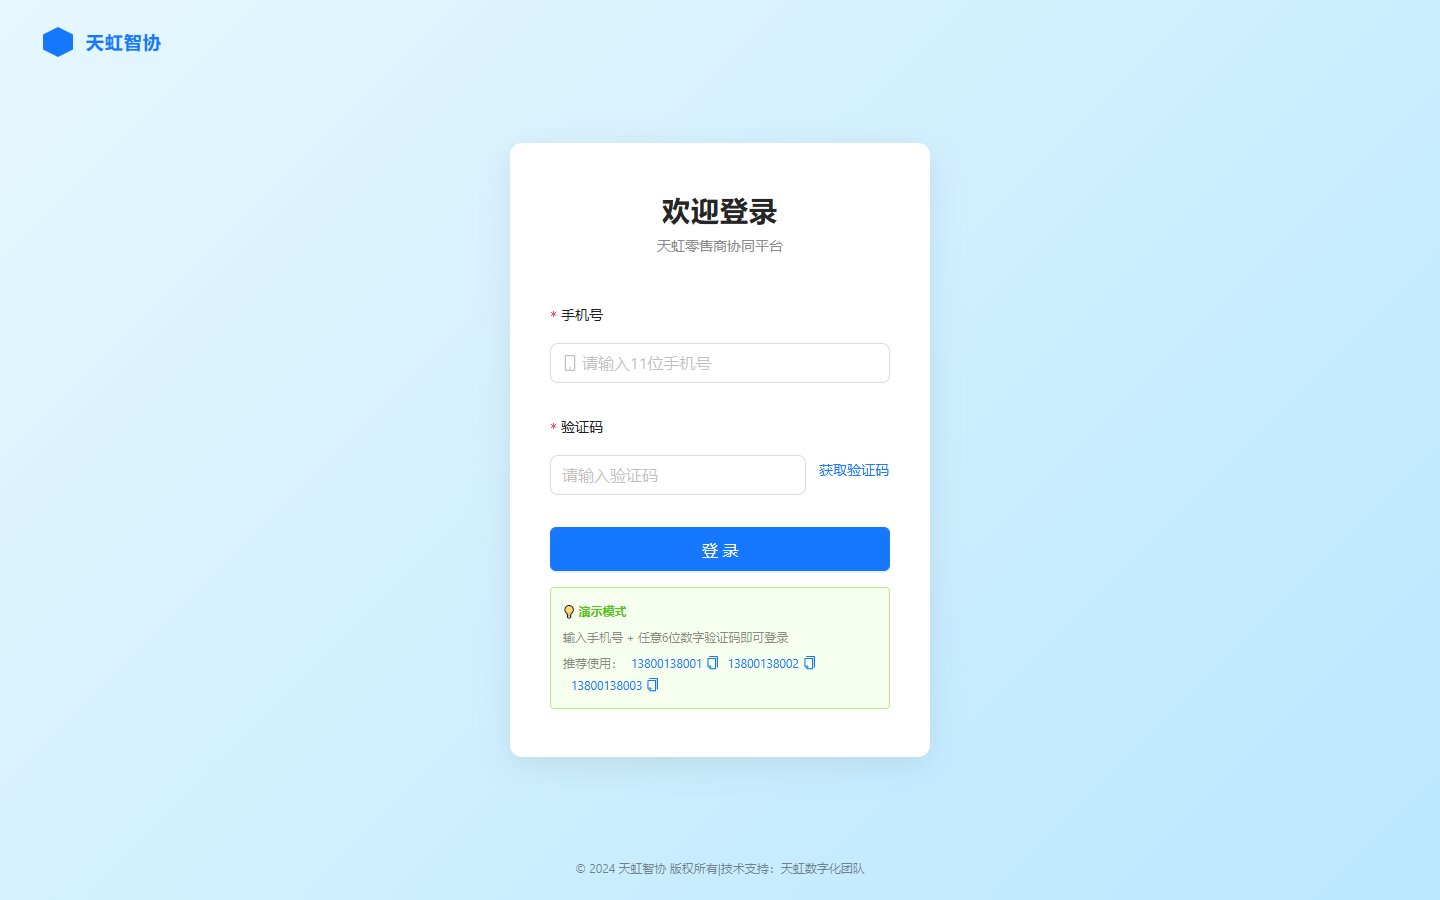 天虹智协
欢迎登录
天虹零售商协同平台
* 手机号
请输入11位手机号
* 验证码
请输入验证码
获取验证码
登 录
演示模式
输入手机号 + 任意6位数字验证码即可登录
推荐使用： 13800138001 13800138002
13800138003
© 2024 天虹智协 版权所有|技术支持：天虹数字化团队